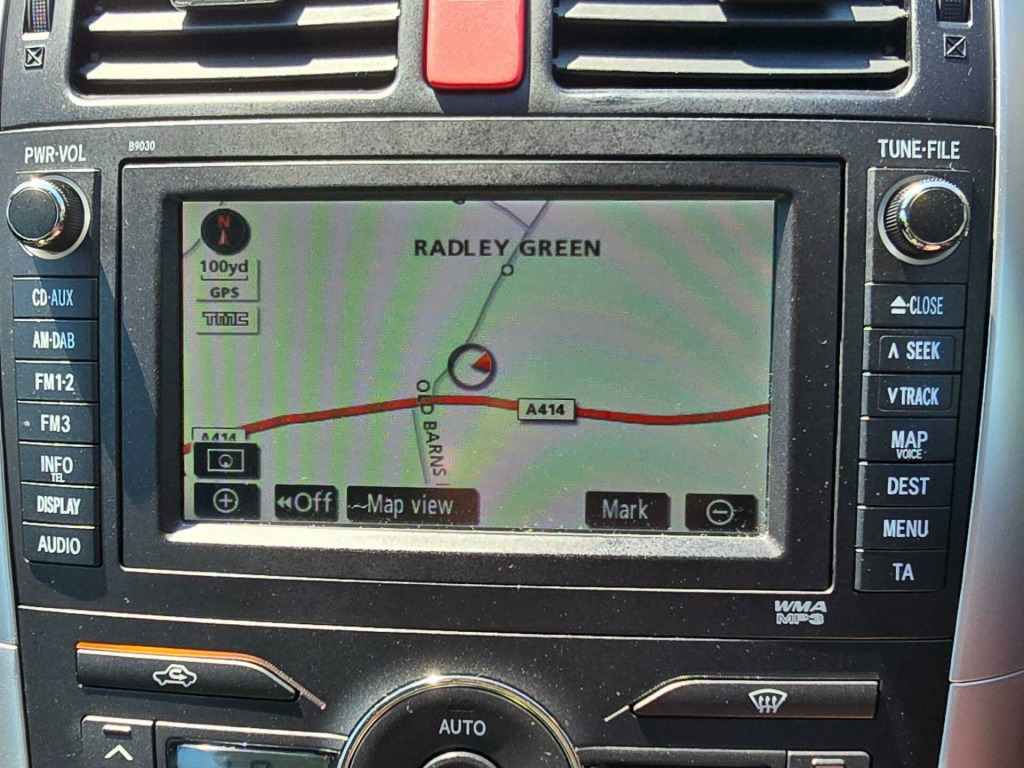 PWR·VOL
B9030
TUNE·FILE
N
RADLEY GREEN
100yd
GPS
TMC
CD·AUX
AM·DAB
FM1·2
FM3
INFO
TEL
DISPLAY
AUDIO
OLD BARNS
A414
A414
Off
Map view
Mark
CLOSE
SEEK
TRACK
MAP
VOICE
DEST
MENU
TA
WMA
MP3
AUTO